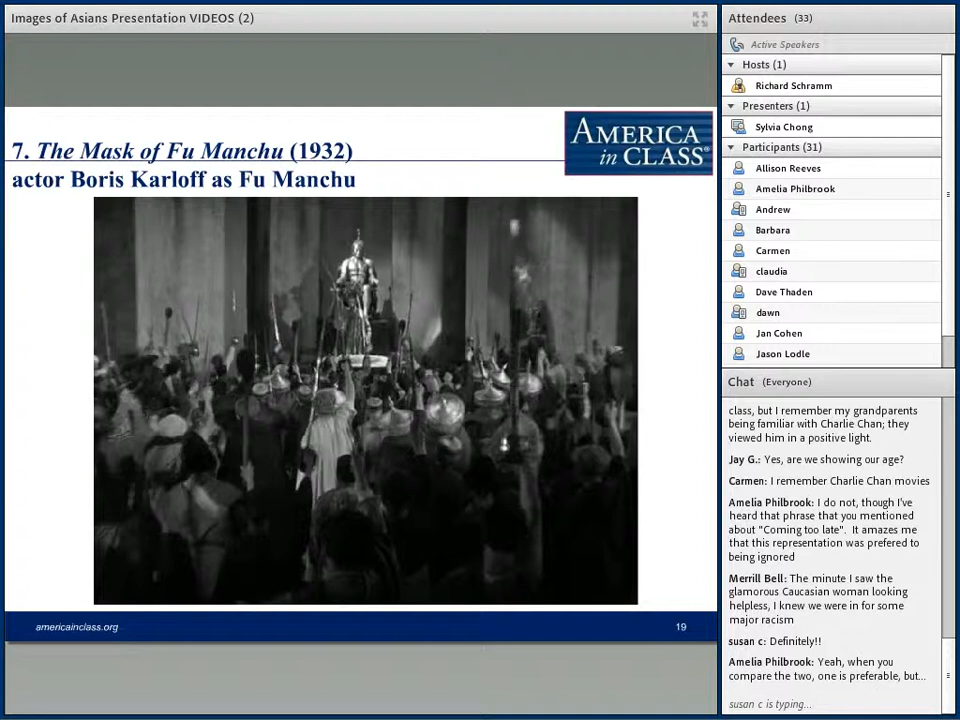 Images of Asians Presentation VIDEOS (2)
7. The Mask of Fu Manchu (1932)
actor Boris Karloff as Fu Manchu
AMERICA
in CLASS®
americainclass.org
19
Attendees (33)
Active Speakers
Hosts (1)
Richard Schramm
Presenters (1)
Sylvia Chong
Participants (31)
Allison Reeves
Amelia Philbrook
Andrew
Barbara
Carmen
claudia
Dave Thaden
dawn
Jan Cohen
Jason Lodle
Chat (Everyone)
class, but I remember my grandparents
being familiar with Charlie Chan; they
viewed him in a positive light.
Jay G.: Yes, are we showing our age?
Carmen: I remember Charlie Chan movies
Amelia Philbrook: I do not, though I've
heard that phrase that you mentioned
about "Coming too late". It amazes me
that this representation was prefered to
being ignored
Merrill Bell: The minute I saw the
glamorous Caucasian woman looking
helpless, I knew we were in for some
major racism
susan c: Definitely!!
Amelia Philbrook: Yeah, when you
compare the two, one is preferable, but...
susan c is typing...